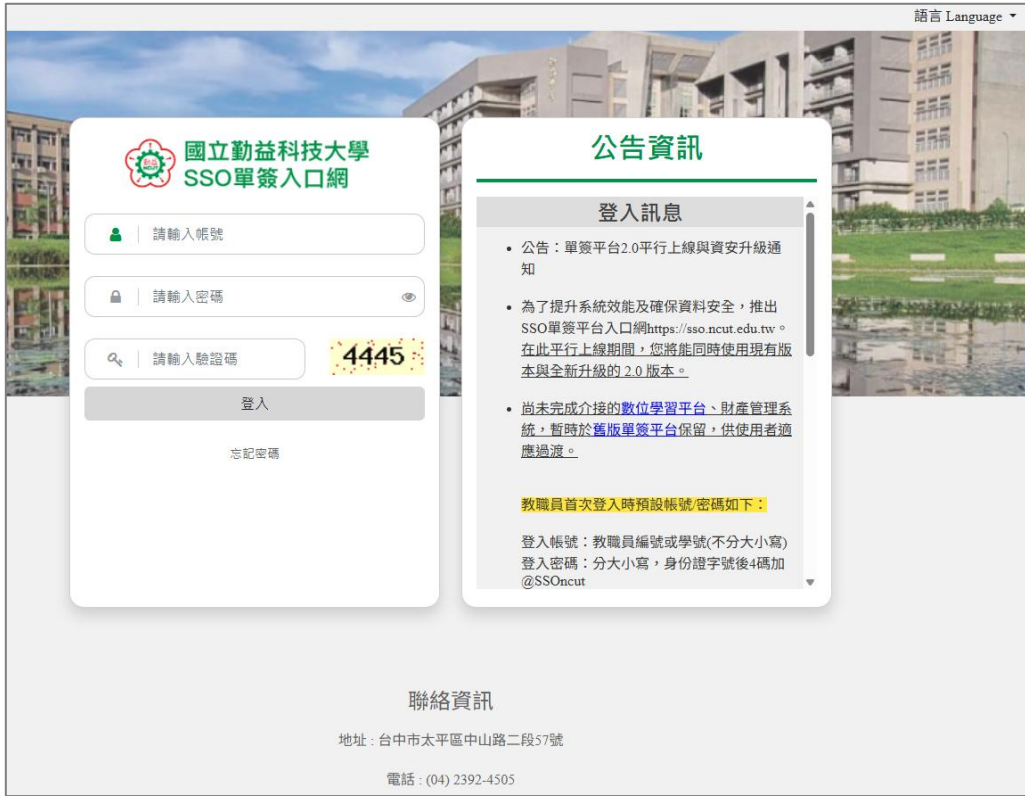 語言 Language
國立勤益科技大學
SSO單簽入口網
請輸入帳號
請輸入密碼
請輸入驗證碼
4445
登入
忘記密碼
公告資訊
登入訊息
公告：單簽平台2.0平行上線與資安升級通
知
為了提升系統效能及確保資料安全，推出
SSO單簽平台入口網https://sso.ncut.edu.tw。
在此平行上線期間，您將能同時使用現有版
本與全新升級的 2.0 版本。
尚未完成介接的數位學習平台、財產管理系
統，暫時於舊版單簽平台保留，供使用者適
應過渡。
教職員首次登入時預設帳號/密碼如下：
登入帳號：教職員編號或學號(不分大小寫)
登入密碼：分大小寫，身份證字號後4碼加
@SSOncut
聯絡資訊
地址 : 台中市太平區中山路二段57號
電話 : (04) 2392-4505